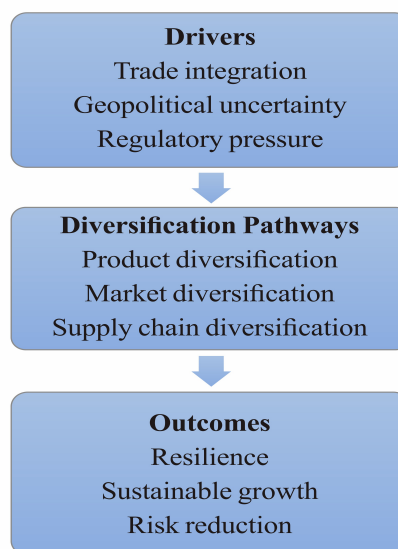 Drivers
Trade integration
Geopolitical uncertainty
Regulatory pressure
Diversification Pathways
Product diversification
Market diversification
Supply chain diversification
Outcomes
Resilience
Sustainable growth
Risk reduction